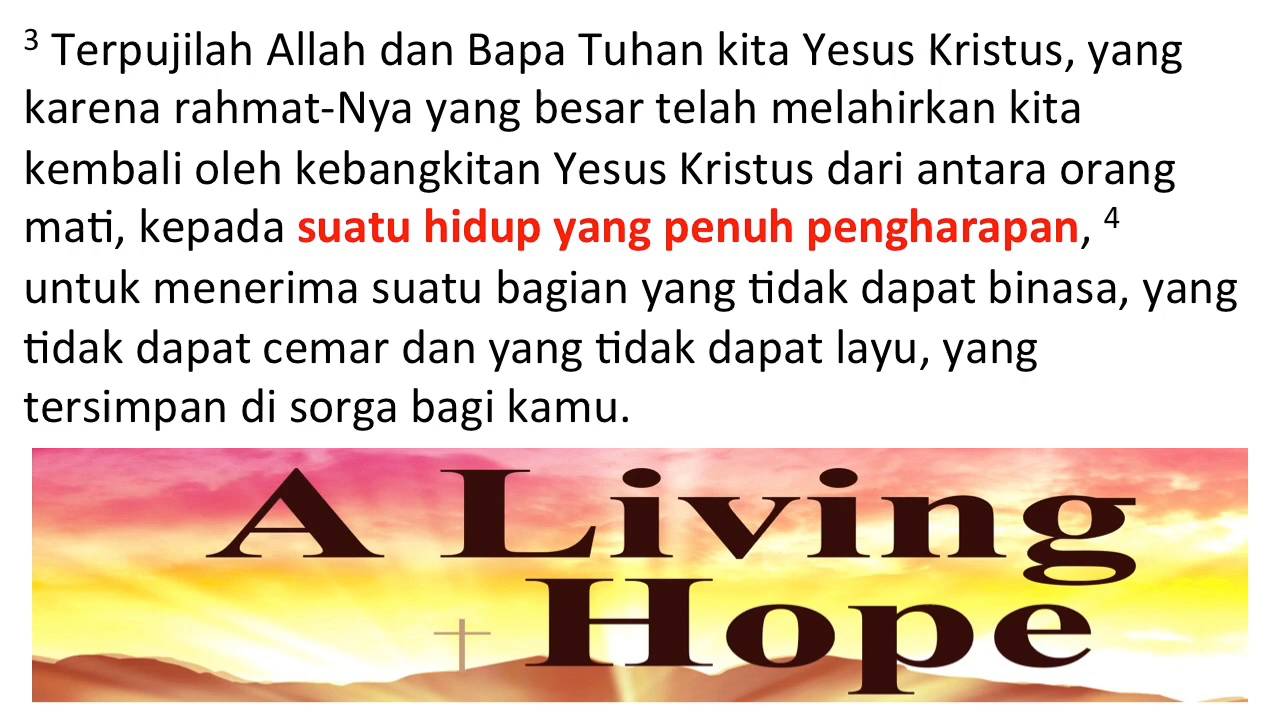 ³ Terpujilah Allah dan Bapa Tuhan kita Yesus Kristus, yang
karena rahmat-Nya yang besar telah melahirkan kita
kembali oleh kebangkitan Yesus Kristus dari antara orang
mati, kepada suatu hidup yang penuh pengharapan, ⁴
untuk menerima suatu bagian yang tidak dapat binasa, yang
tidak dapat cemar dan yang tidak dapat layu, yang
tersimpan di sorga bagi kamu.
A Living
Hope